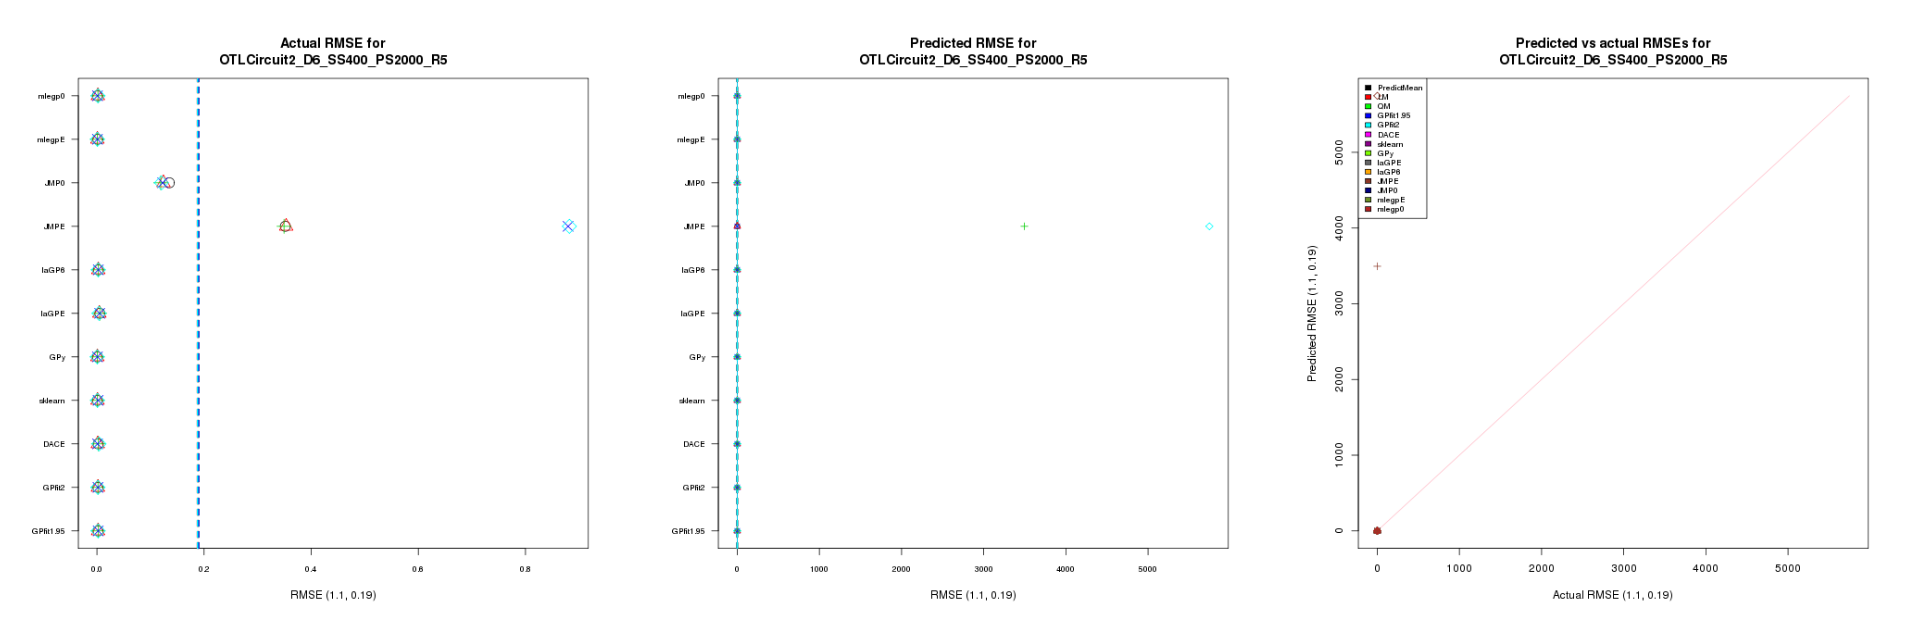 Actual RMSE for
OTLCircuit2_D6_SS400_PS2000_R5
mlegp0
mlegpE
JMP0
JMPE
laGP6
laGPE
GPy
sklearn
DACE
GPfit2
GPfit1.95
0.0 0.2 0.4 0.6 0.8
RMSE (1.1, 0.19)
Predicted RMSE for
OTLCircuit2_D6_SS400_PS2000_R5
mlegp0
mlegpE
JMP0
JMPE
laGP6
laGPE
GPy
sklearn
DACE
GPfit2
GPfit1.95
0 1000 2000 3000 4000 5000
RMSE (1.1, 0.19)
Predicted vs actual RMSEs for
OTLCircuit2_D6_SS400_PS2000_R5
PredictMean
LM
QM
GPfit1.95
GPfit2
DACE
sklearn
GPy
laGPE
laGP6
JMPE
JMP0
mlegpE
mlegp0
Predicted RMSE (1.1, 0.19)
5000
4000
3000
2000
1000
0
0 1000 2000 3000 4000 5000
Actual RMSE (1.1, 0.19)